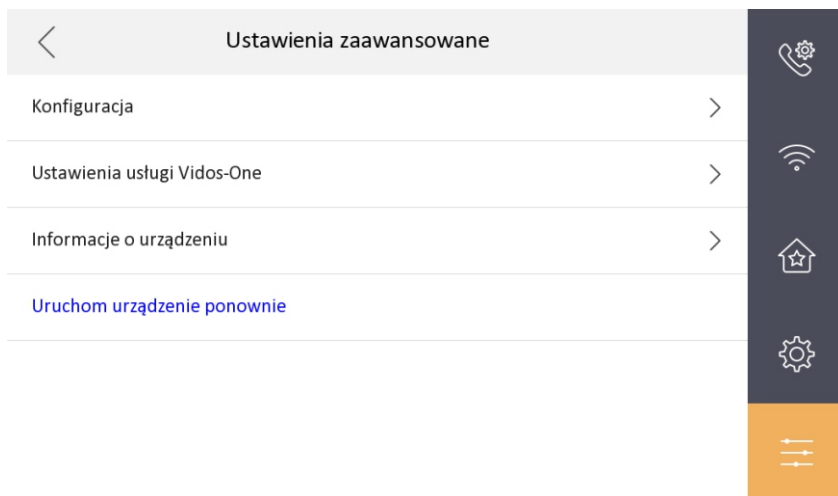 Ustawienia zaawansowane
Konfiguracja
Ustawienia usługi Vidos-One
Informacje o urządzeniu
Uruchom urządzenie ponownie